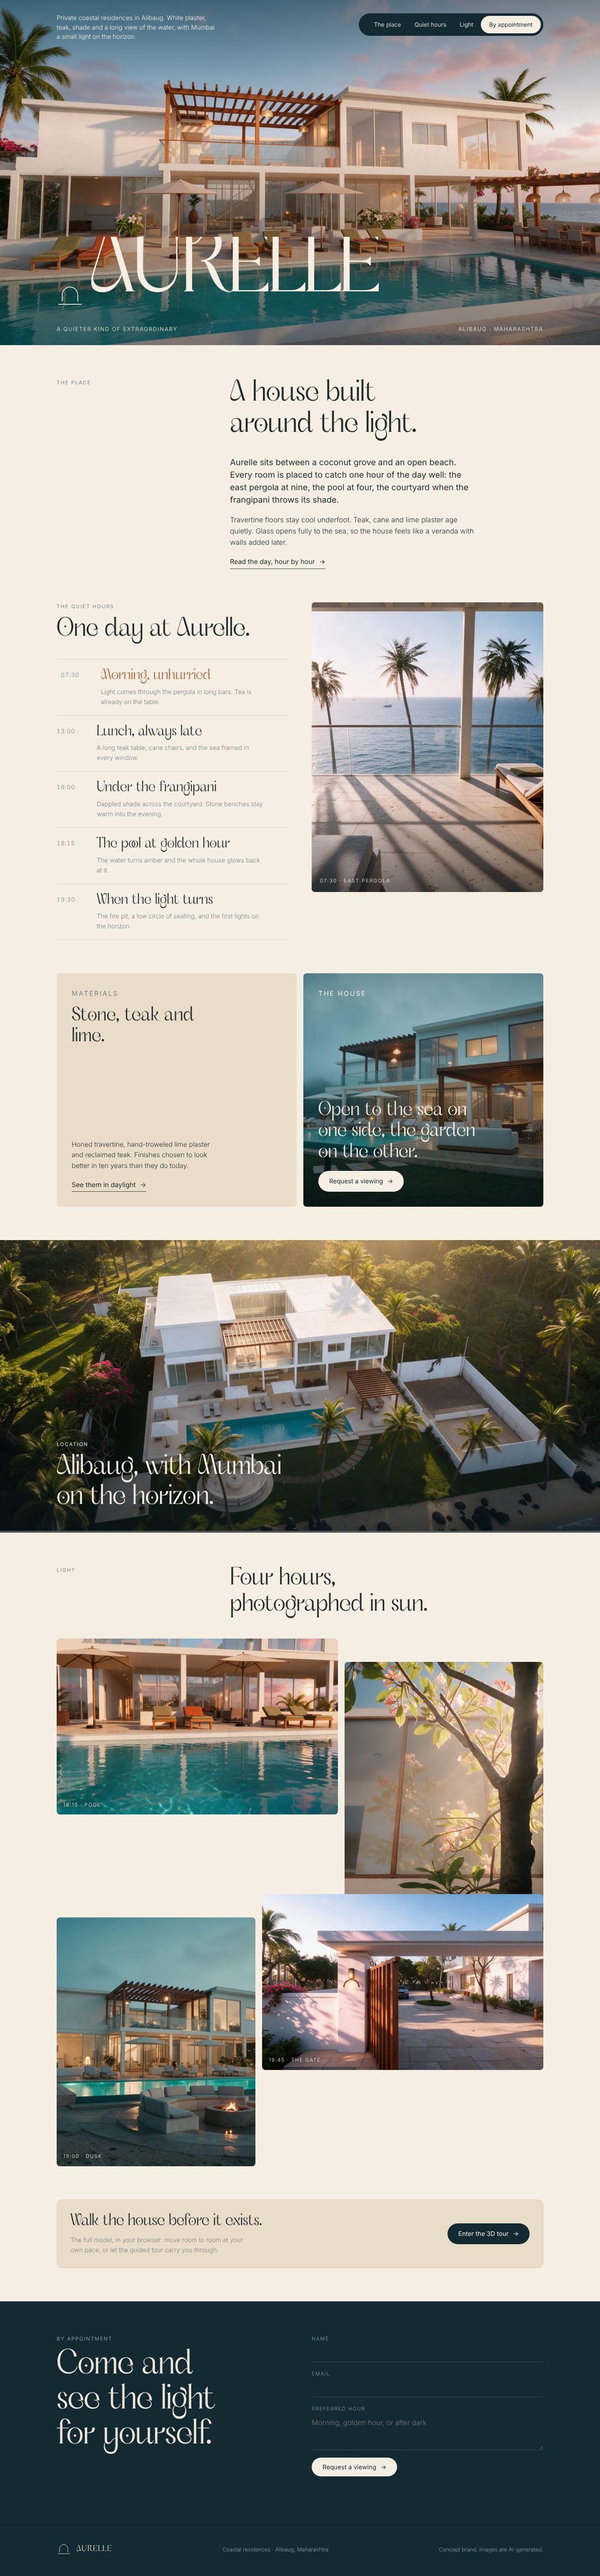 Private coastal residences in Alibaug. White plaster,
teak, shade and a long view of the water, with Mumbai
a small light on the horizon.
The place
Quiet hours
Light
By appointment
AURELLE
A QUIETER KIND OF EXTRAORDINARY
ALIBAUG · MAHARASHTRA
THE PLACE
A house built
around the light.
Aurelle sits between a coconut grove and an open beach.
Every room is placed to catch one hour of the day well: the
east pergola at nine, the pool at four, the courtyard when the
frangipani throws its shade.
Travertine floors stay cool underfoot. Teak, cane and lime plaster age
quietly. Glass opens fully to the sea, so the house feels like a veranda with
walls added later.
Read the day, hour by hour →
THE QUIET HOURS
One day at Aurelle.
07:30
Morning, unhurried
Light comes through the pergola in long bars. Tea is
already on the table.
13:00
Lunch, always late
A long teak table, cane chairs, and the sea framed in
every window.
16:00
Under the frangipani
Dappled shade across the courtyard. Stone benches stay
warm into the evening.
18:15
The pool at golden hour
The water turns amber and the whole house glows back
at it.
19:30
When the light turns
The fire pit, a low circle of seating, and the first lights on
the horizon.
07:30 · EAST PERGOLA
MATERIALS
Stone, teak and
lime.
Honed travertine, hand-troweled lime plaster
and reclaimed teak. Finishes chosen to look
better in ten years than they do today.
See them in daylight →
THE HOUSE
Open to the sea on
one side, the garden
on the other.
Request a viewing →
LOCATION
Alibaug, with Mumbai
on the horizon.
LIGHT
Four hours,
photographed in sun.
18:15 · POOL
19:45 · THE GATE
19:00 · DUSK
Walk the house before it exists.
The full model, in your browser: move room to room at your
own pace, or let the guided tour carry you through.
Enter the 3D tour →
BY APPOINTMENT
Come and
see the light
for yourself.
NAME
EMAIL
PREFERRED HOUR
Morning, golden hour, or after dark
Request a viewing →
AURELLE
Coastal residences · Alibaug, Maharashtra
Concept brand. Images are AI-generated.